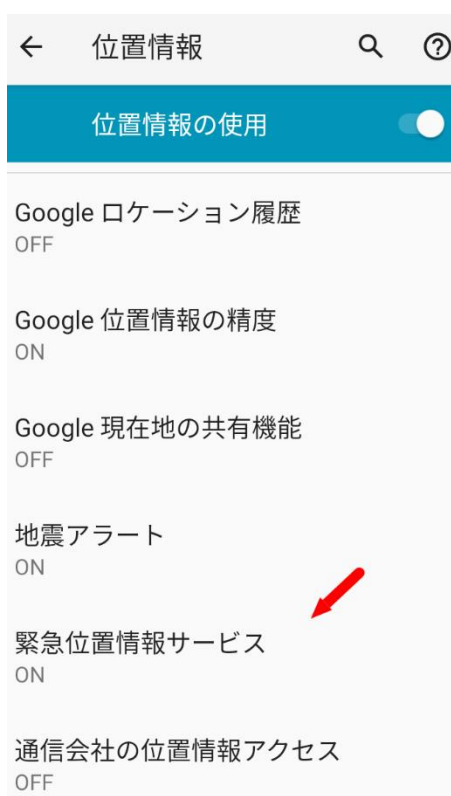 位置情報
位置情報の使用
Google ロケーション履歴
OFF
Google 位置情報の精度
ON
Google 現在地の共有機能
OFF
地震アラート
ON
緊急位置情報サービス
ON
通信会社の位置情報アクセス
OFF